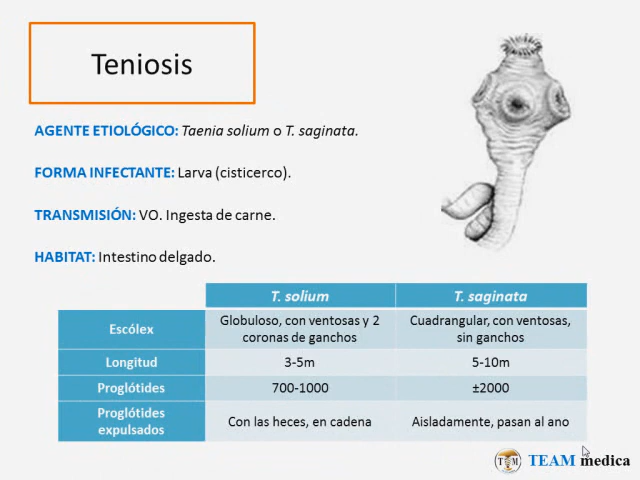 Teniosis
AGENTE ETIOLÓGICO: Taenia solium o T. saginata.
FORMA INFECTANTE: Larva (cisticerco).
TRANSMISIÓN: VO. Ingesta de carne.
HABITAT: Intestino delgado.
T. solium T. saginata
Escólex Globuloso, con ventosas y 2 coronas de ganchos Cuadrangular, con ventosas, sin ganchos
Longitud 3-5m 5-10m
Proglótides 700-1000 ±2000
Proglótides expulsados Con las heces, en cadena Aisladamente, pasan al ano
TEAM medica